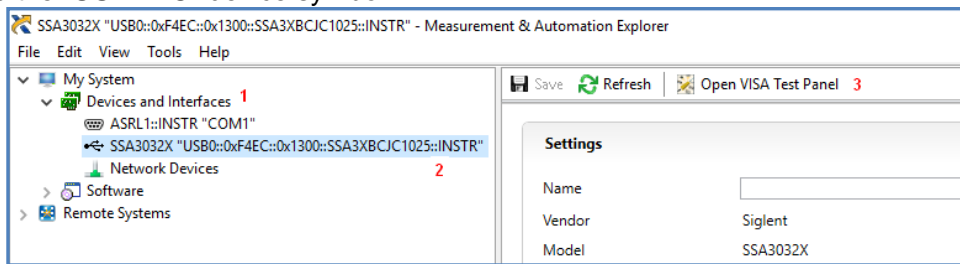 SSA3032X "USB0::0xF4EC::0x1300::SSA3XBCJC1025::INSTR" - Measurement & Automation Explorer
File Edit View Tools Help
My System
Devices and Interfaces 1
ASRL1::INSTR "COM1"
SSA3032X "USB0::0xF4EC::0x1300::SSA3XBCJC1025::INSTR"
Network Devices 2
Software
Remote Systems
Save Refresh Open VISA Test Panel 3
Settings
Name
Vendor Siglent
Model SSA3032X